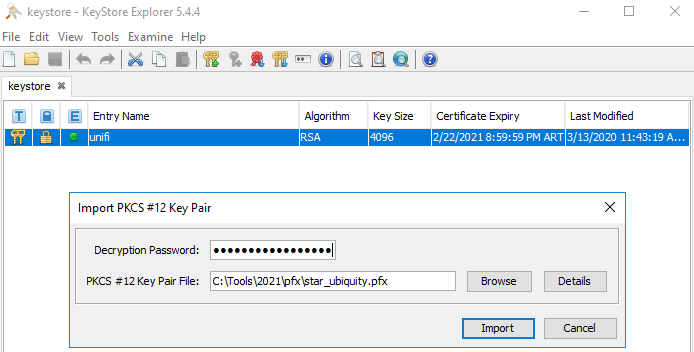 keystore - KeyStore Explorer 5.4.4
File Edit View Tools Examine Help
keystore
T E Entry Name Algorithm Key Size Certificate Expiry Last Modified
unifi RSA 4096 2/22/2021 8:59:59 PM ART 3/13/2020 11:43:19 A...
Import PKCS #12 Key Pair
Decryption Password: ●●●●●●●●●●●●●●●●●
PKCS #12 Key Pair File: C:\Tools\2021\pfx\star_ubiquity.pfx Browse Details
Import Cancel